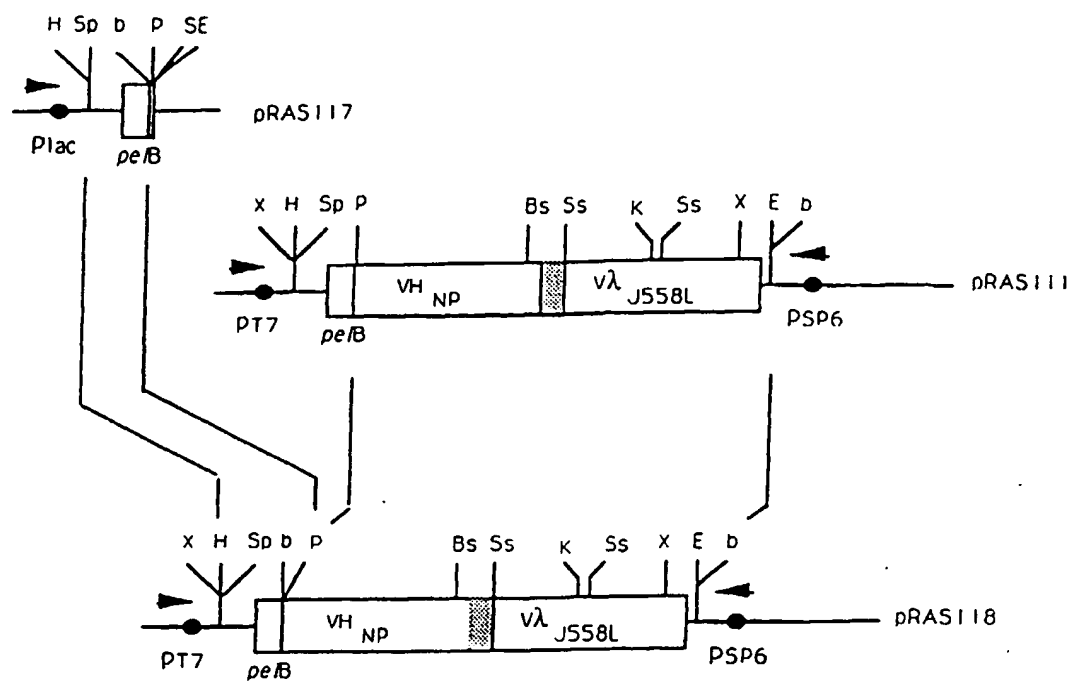 H Sp b P SE
pRAS117
Plac
pelB
X H Sp P
Bs Ss
K Ss
X E b
VH NP
Vλ J558L
pRAS111
PT7
pelB
PSP6
X H Sp b P
Bs Ss
K Ss
X E b
VH NP
Vλ J558L
pRAS118
PT7
pelB
PSP6